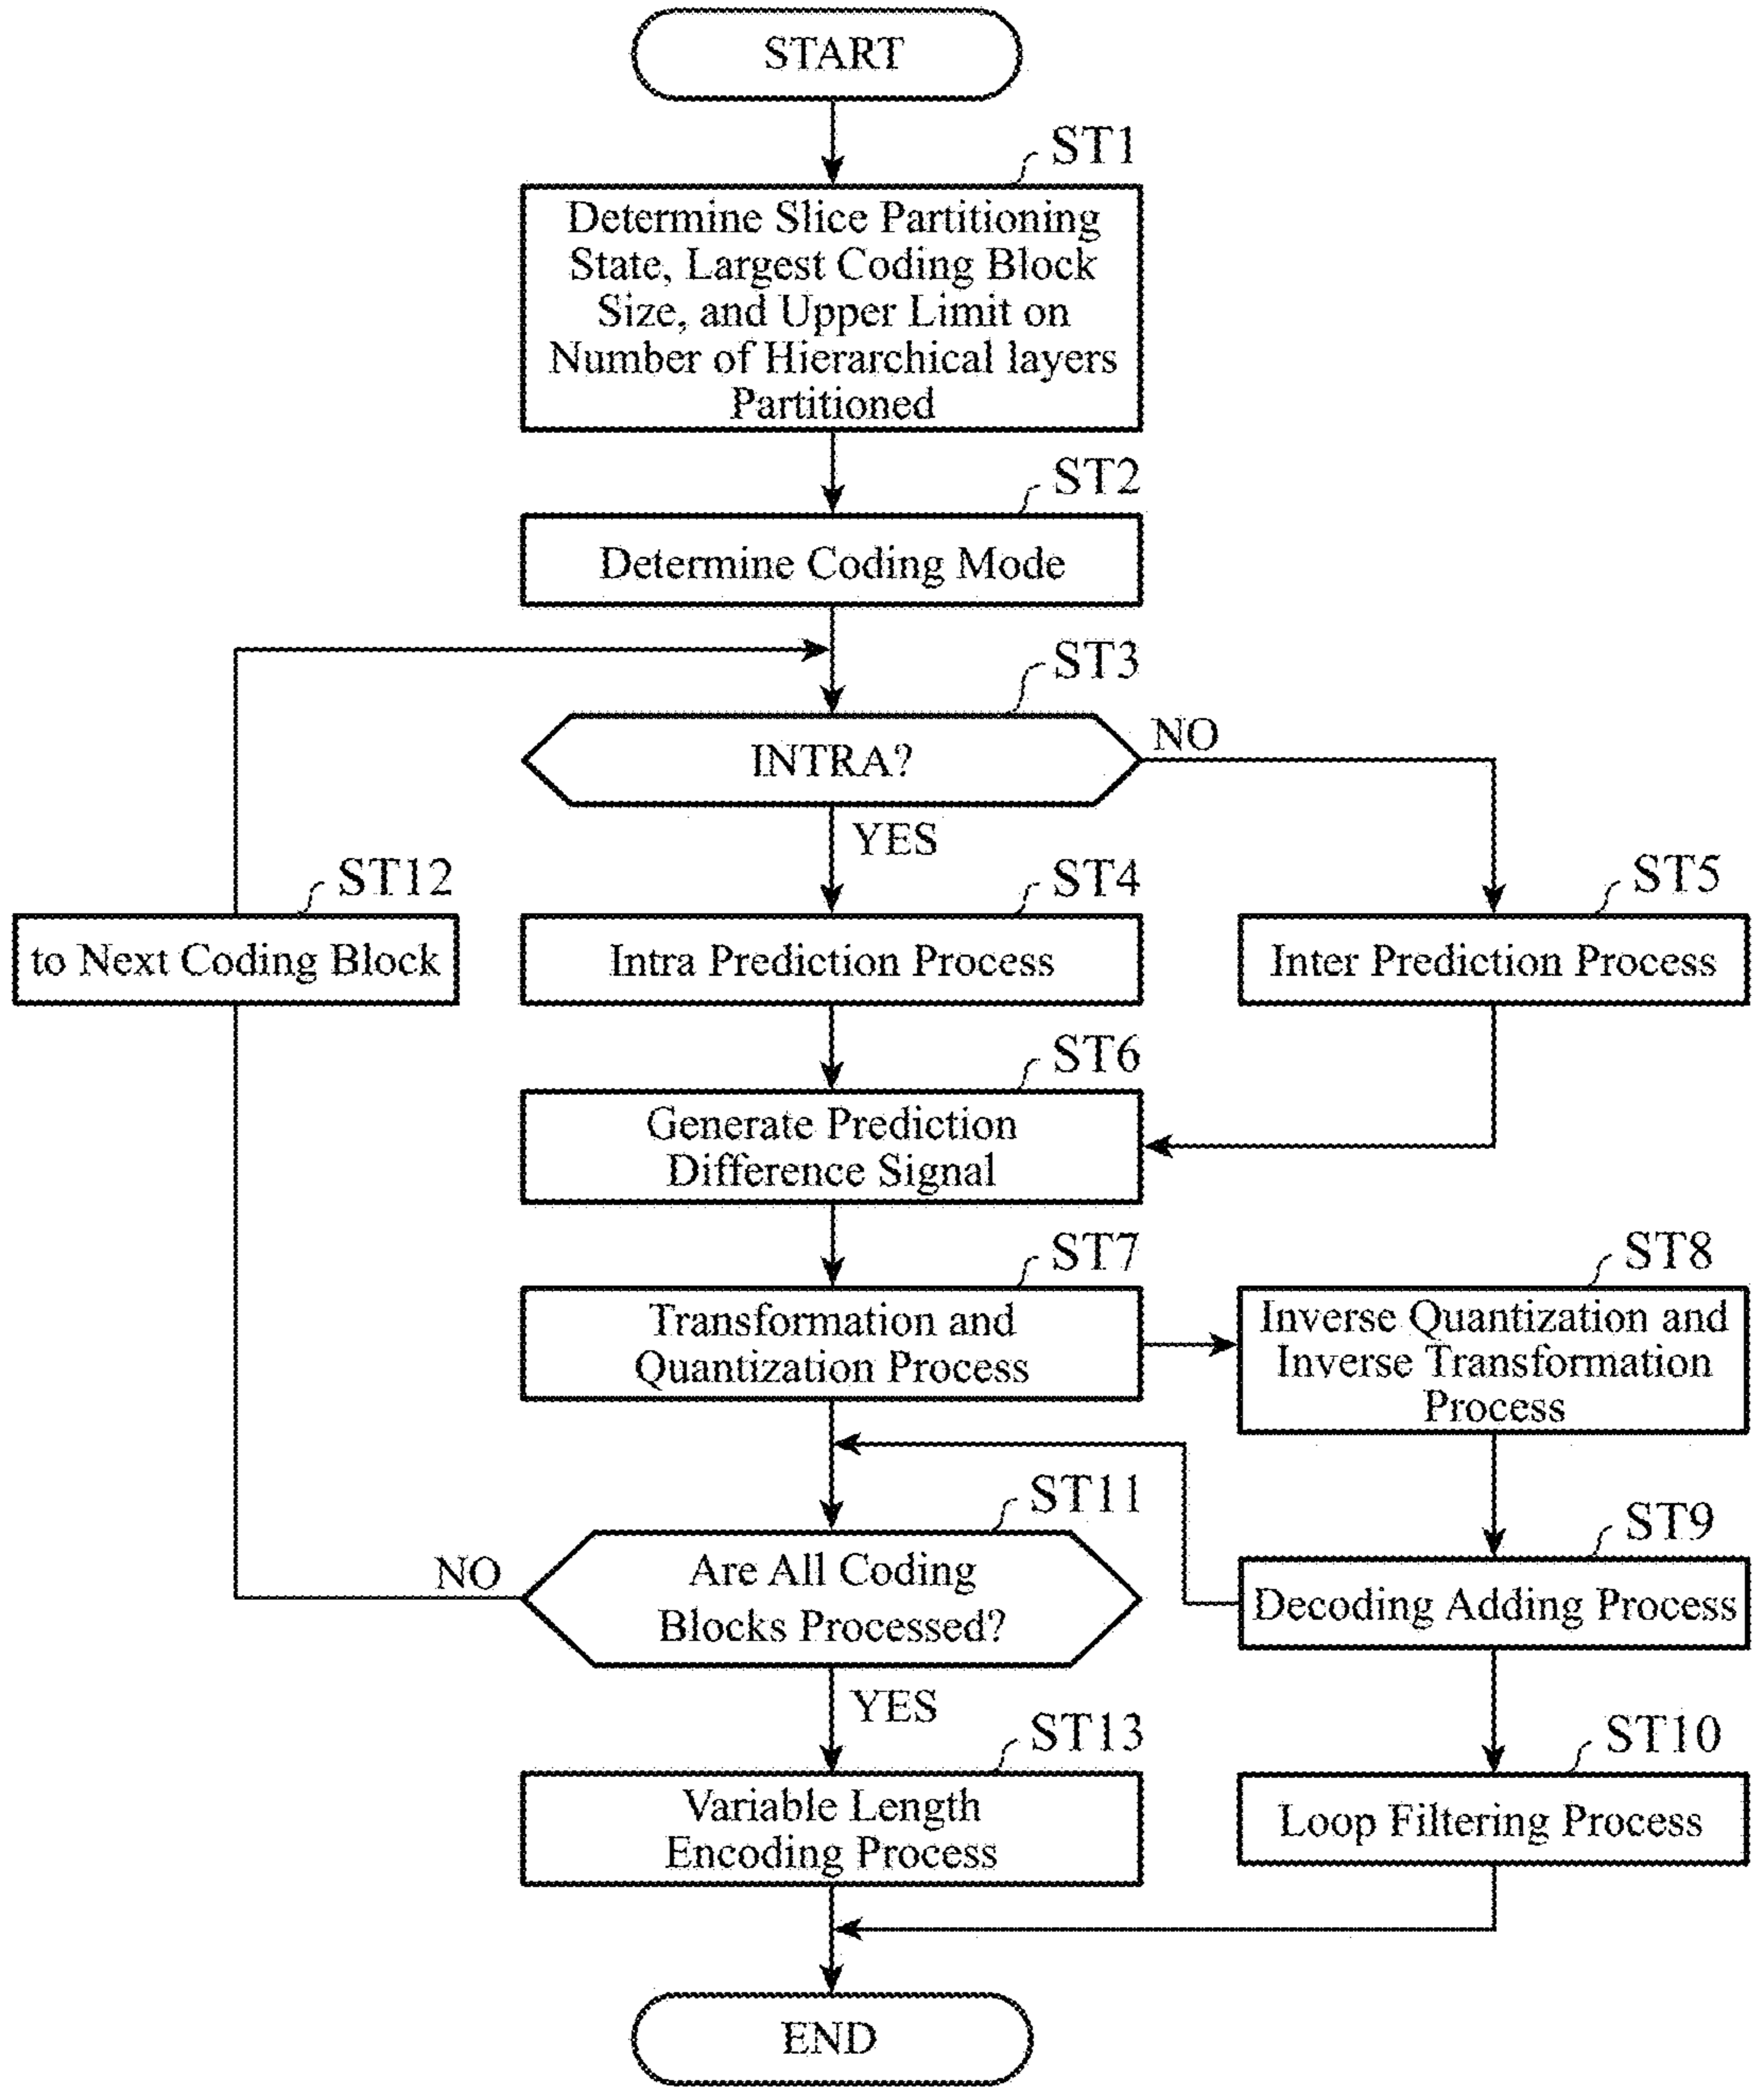 START
ST1
Determine Slice Partitioning
State, Largest Coding Block
Size, and Upper Limit on
Number of Hierarchical layers
Partitioned
ST2
Determine Coding Mode
ST3
INTRA?
NO
YES
ST12
to Next Coding Block
ST4
Intra Prediction Process
ST5
Inter Prediction Process
ST6
Generate Prediction
Difference Signal
ST7
Transformation and
Quantization Process
ST8
Inverse Quantization and
Inverse Transformation
Process
ST11
Are All Coding
Blocks Processed?
NO
YES
ST9
Decoding Adding Process
ST13
Variable Length
Encoding Process
ST10
Loop Filtering Process
END